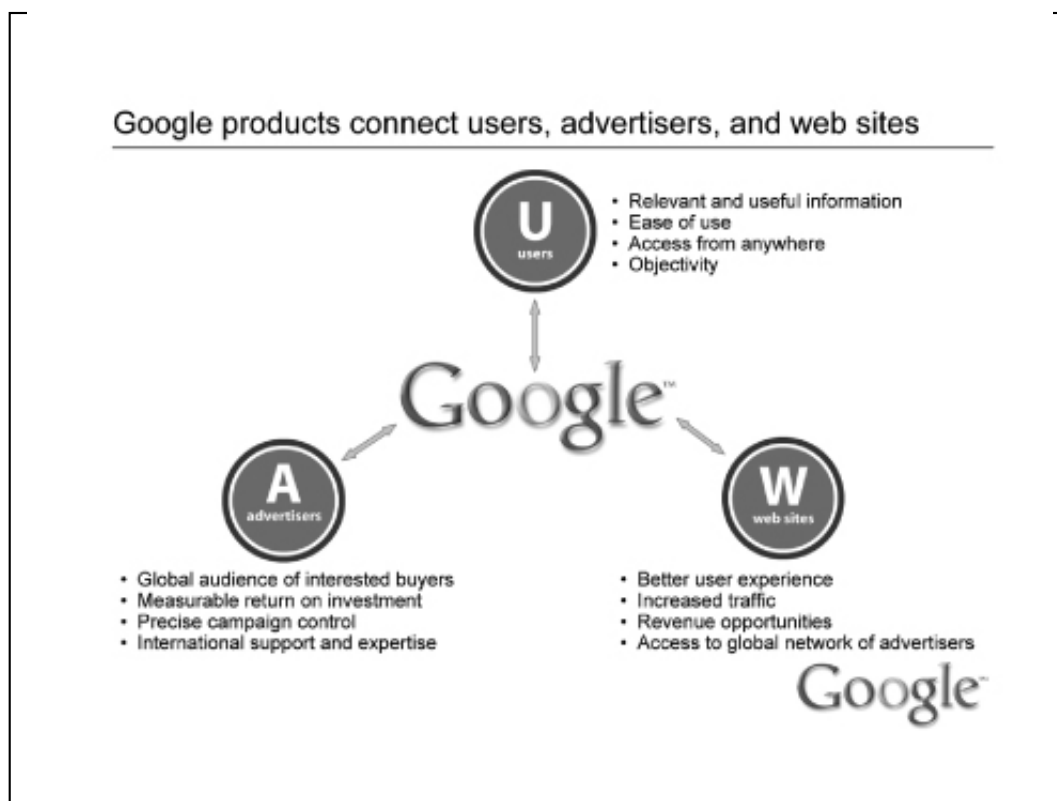 Google products connect users, advertisers, and web sites
U
users
• Relevant and useful information
• Ease of use
• Access from anywhere
• Objectivity
Google™
A
advertisers
• Global audience of interested buyers
• Measurable return on investment
• Precise campaign control
• International support and expertise
W
web sites
• Better user experience
• Increased traffic
• Revenue opportunities
• Access to global network of advertisers
Google™